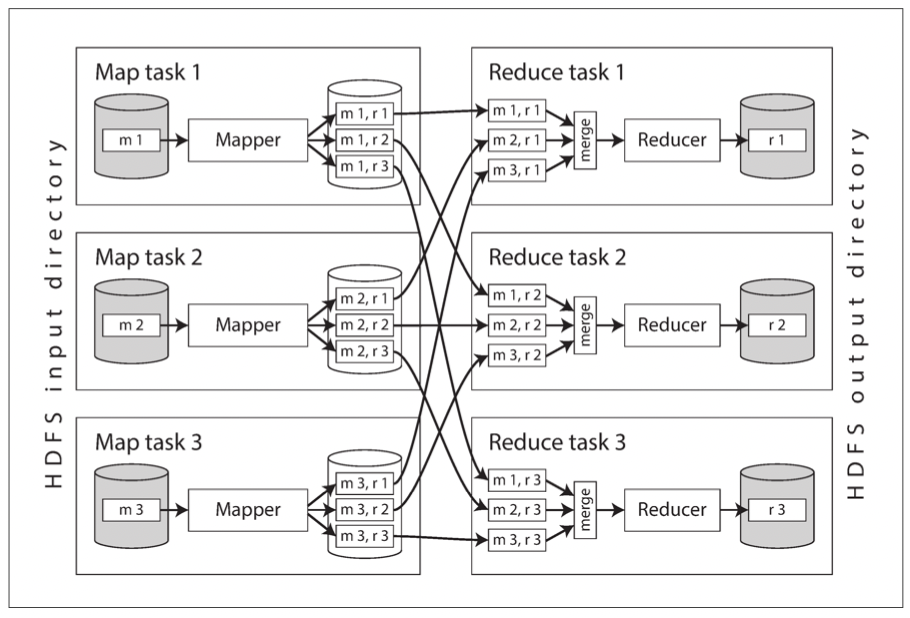 HDFS input directory
Map task 1
m 1
Mapper
m 1, r 1
m 1, r 2
m 1, r 3
Map task 2
m 2
Mapper
m 2, r 1
m 2, r 2
m 2, r 3
Map task 3
m 3
Mapper
m 3, r 1
m 3, r 2
m 3, r 3
Reduce task 1
m 1, r 1
m 2, r 1
m 3, r 1
merge
Reducer
r 1
Reduce task 2
m 1, r 2
m 2, r 2
m 3, r 2
merge
Reducer
r 2
Reduce task 3
m 1, r 3
m 2, r 3
m 3, r 3
merge
Reducer
r 3
HDFS output directory